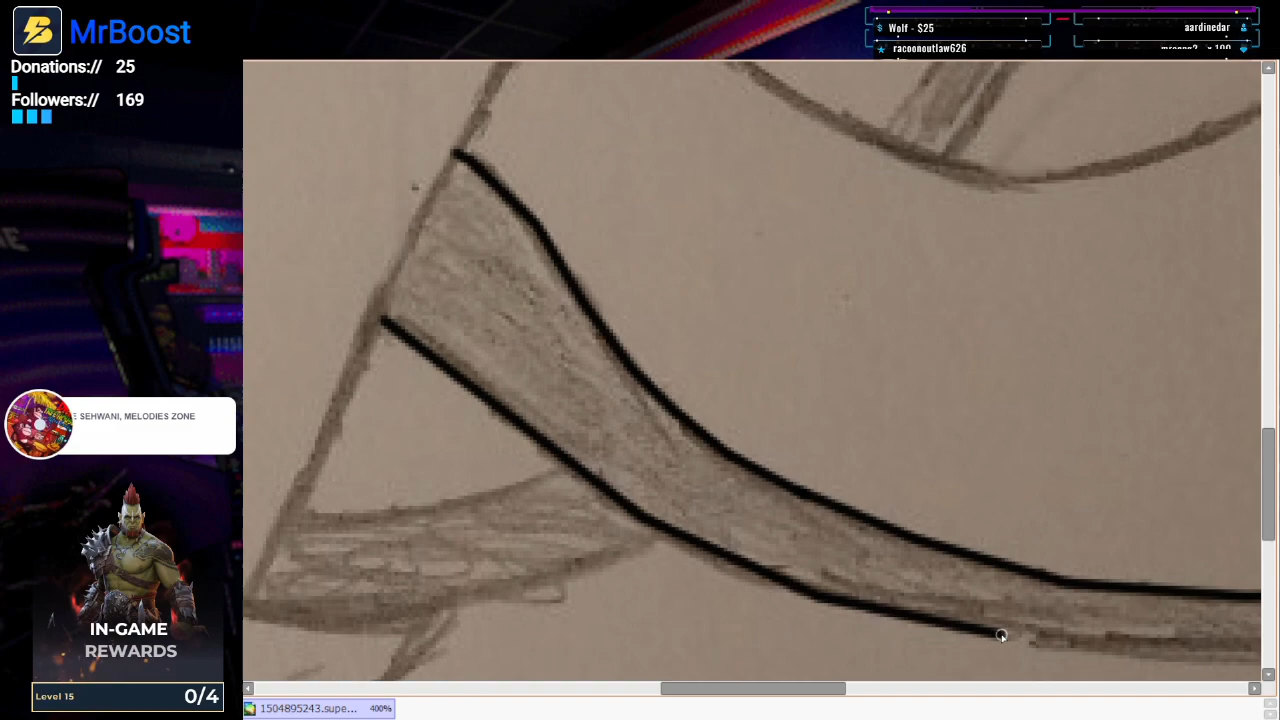 MrBoost
Donations:// 25
Followers:// 169
Wolf - $25
racoonoutlaw626
aardinedar
SEHWANI, MELODIES ZONE
IN-GAME
REWARDS
Level 15
0/4
1504895243.supe...
400%